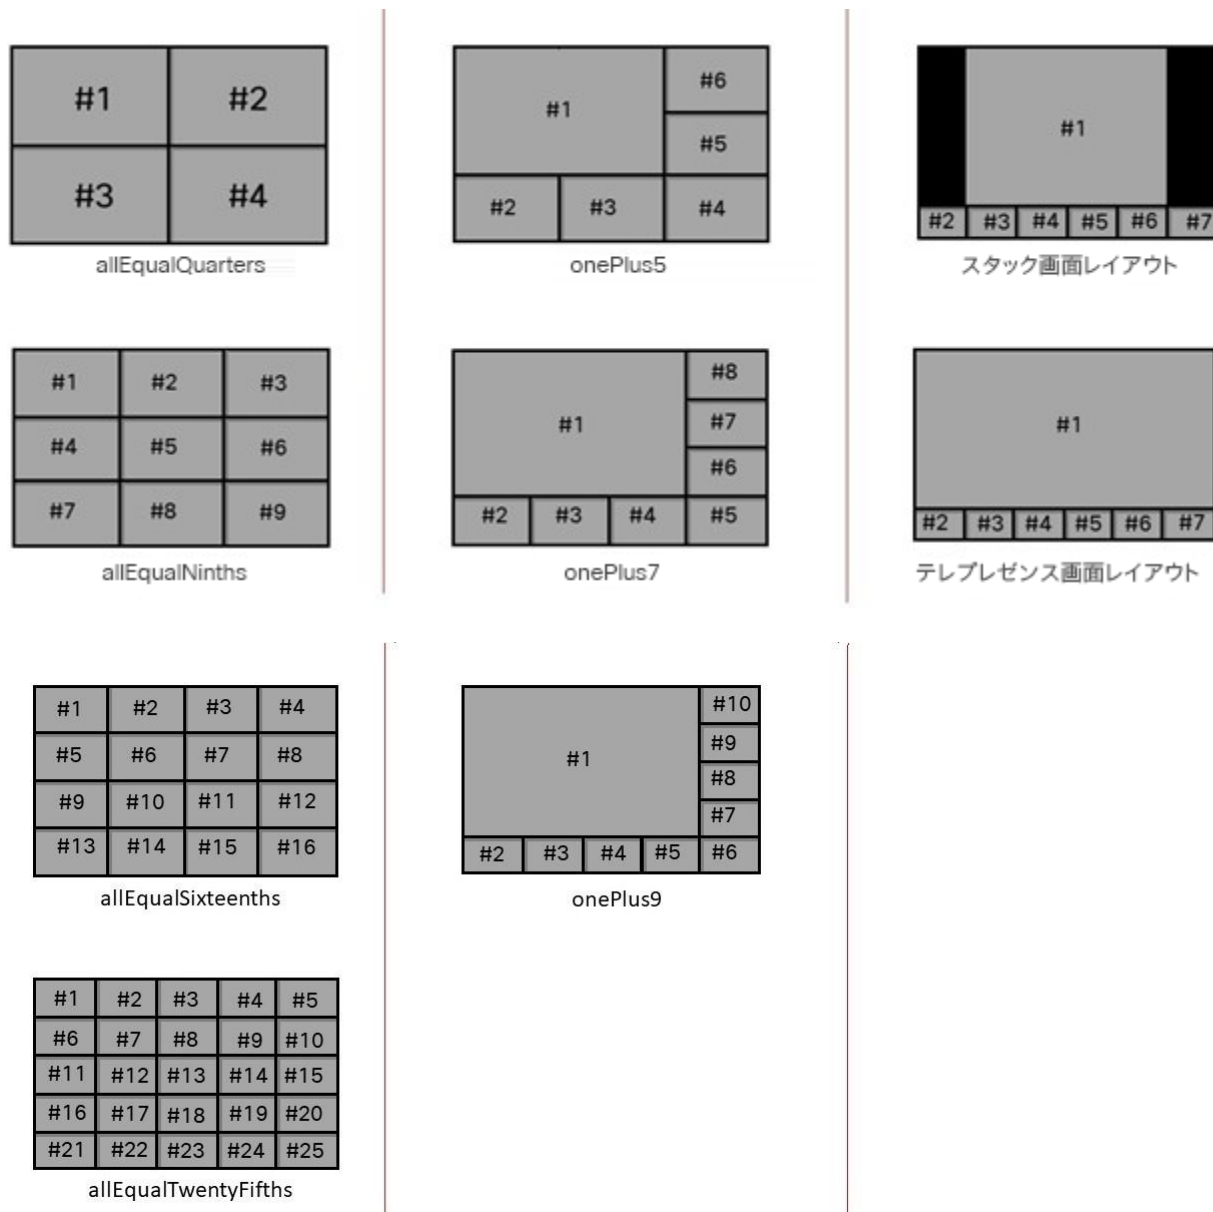 #1 #2
#3 #4
allEqualQuarters
#1 #6
#5
#2 #3 #4
onePlus5
#1
#2 #3 #4 #5 #6 #7
スタック画面レイアウト
#1 #2 #3
#4 #5 #6
#7 #8 #9
allEqualNinths
#8
#1 #7
#6
#2 #3 #4 #5
onePlus7
#1
#2 #3 #4 #5 #6 #7
テレプレゼンス画面レイアウト
#1 #2 #3 #4
#5 #6 #7 #8
#9 #10 #11 #12
#13 #14 #15 #16
allEqualSixteenths
#10
#9
#1
#8
#7
#2 #3 #4 #5 #6
onePlus9
#1 #2 #3 #4 #5
#6 #7 #8 #9 #10
#11 #12 #13 #14 #15
#16 #17 #18 #19 #20
#21 #22 #23 #24 #25
allEqualTwentyFifths